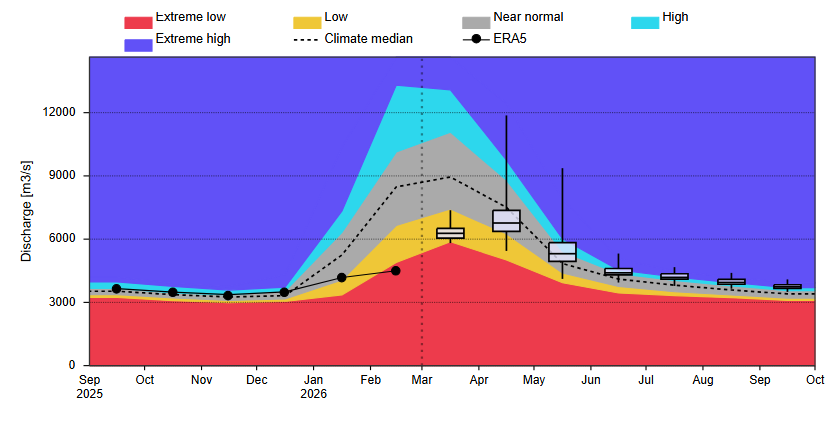 Extreme low Low Near normal High
Extreme high Climate median ERA5
Discharge [m3/s]
12000
9000
6000
3000
0
Sep Oct Nov Dec Jan Feb Mar Apr May Jun Jul Aug Sep Oct
2025 2026